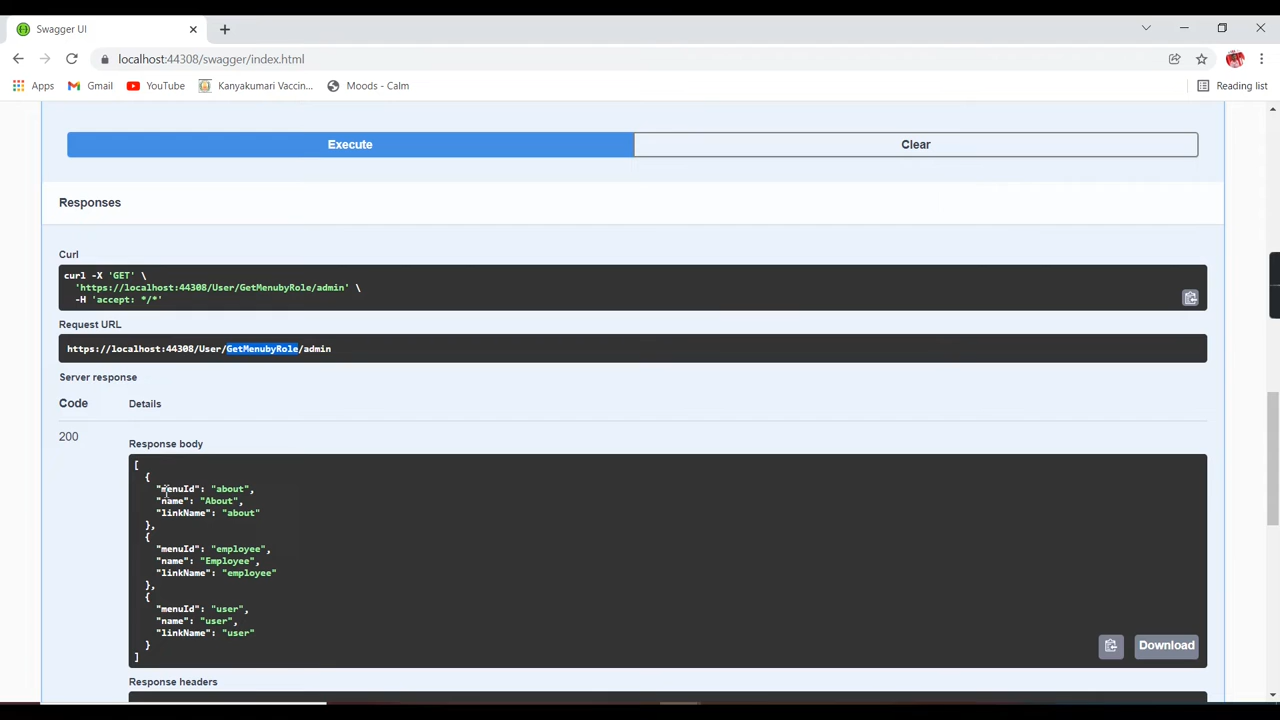 Swagger UI
localhost:44308/swagger/index.html
Apps
Gmail
YouTube
Kanyakumari Vaccin...
Moods - Calm
Reading list
Execute
Clear
Responses
Curl
curl -X 'GET' \
'https://localhost:44308/User/GetMenubyRole/admin' \
-H 'accept: */*'
Request URL
https://localhost:44308/User/GetMenubyRole/admin
Server response
Code
Details
200
Response body
[
{
"menuId": "about",
"name": "About",
"linkName": "about"
},
{
"menuId": "employee",
"name": "Employee",
"linkName": "employee"
},
{
"menuId": "user",
"name": "user",
"linkName": "user"
}
]
Download
Response headers